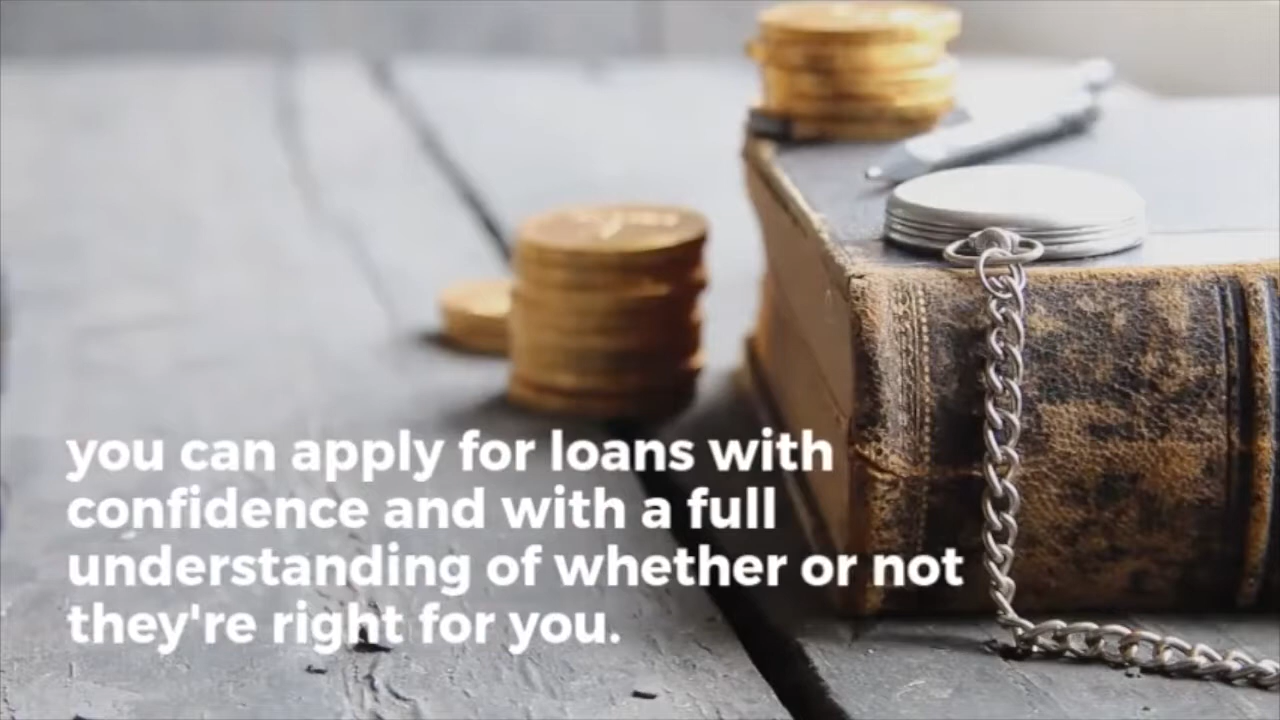 you can apply for loans with
confidence and with a full
understanding of whether or not
they're right for you.